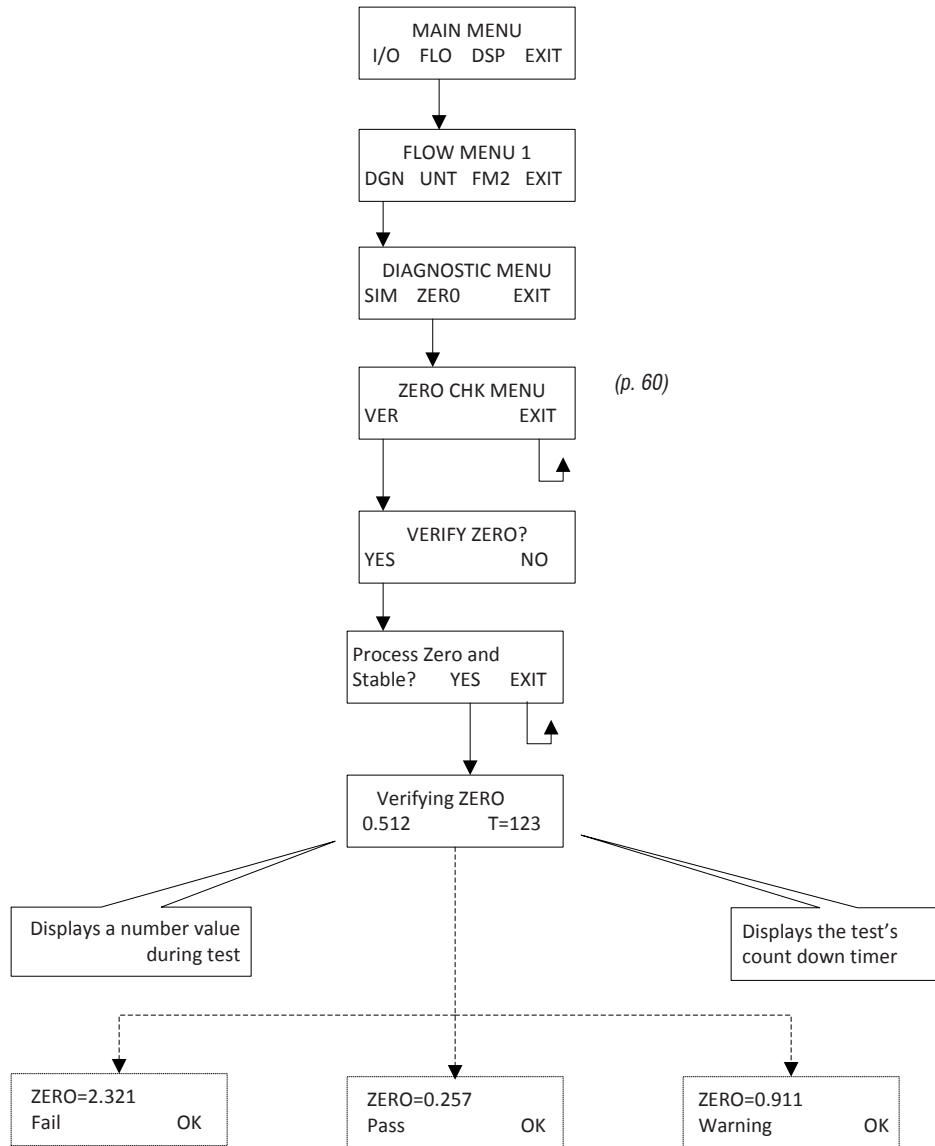 MAIN MENU
I/O FLO DSP EXIT
FLOW MENU 1
DGN UNT FM2 EXIT
DIAGNOSTIC MENU
SIM ZER0 EXIT
ZERO CHK MENU
VER EXIT
(p. 60)
VERIFY ZERO?
YES NO
Process Zero and
Stable? YES EXIT
Verifying ZERO
0.512 T=123
Displays a number value
during test
Displays the test's
count down timer
ZERO=2.321
Fail OK
ZERO=0.257
Pass OK
ZERO=0.911
Warning OK